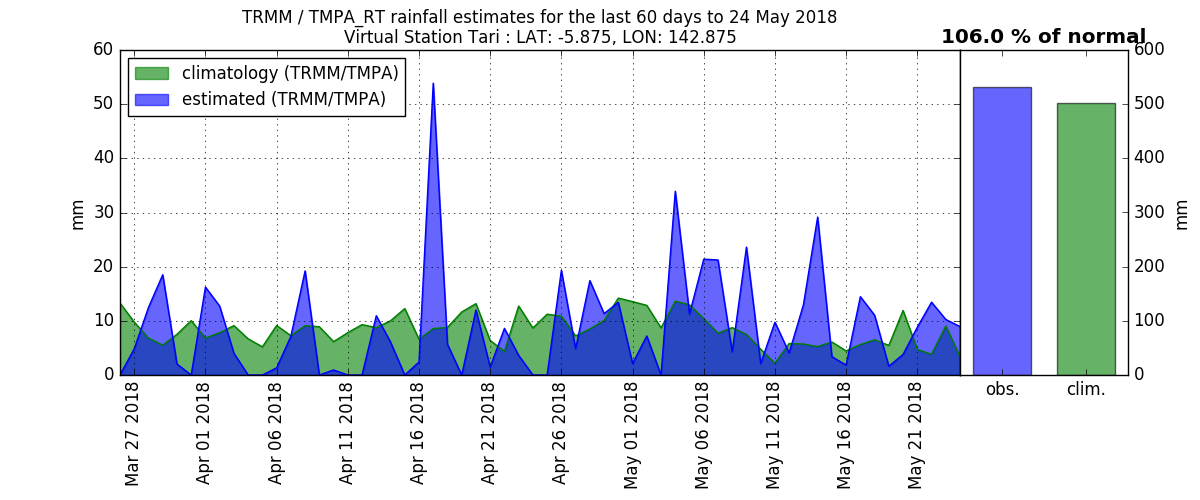 TRMM / TMPA_RT rainfall estimates for the last 60 days to 24 May 2018
Virtual Station Tari : LAT: -5.875, LON: 142.875
106.0 % of normal
climatology (TRMM/TMPA)
estimated (TRMM/TMPA)
60
50
40
30
20
10
0
mm
600
500
400
300
200
100
0
mm
Mar 27 2018
Apr 01 2018
Apr 06 2018
Apr 11 2018
Apr 16 2018
Apr 21 2018
Apr 26 2018
May 01 2018
May 06 2018
May 11 2018
May 16 2018
May 21 2018
obs.
clim.